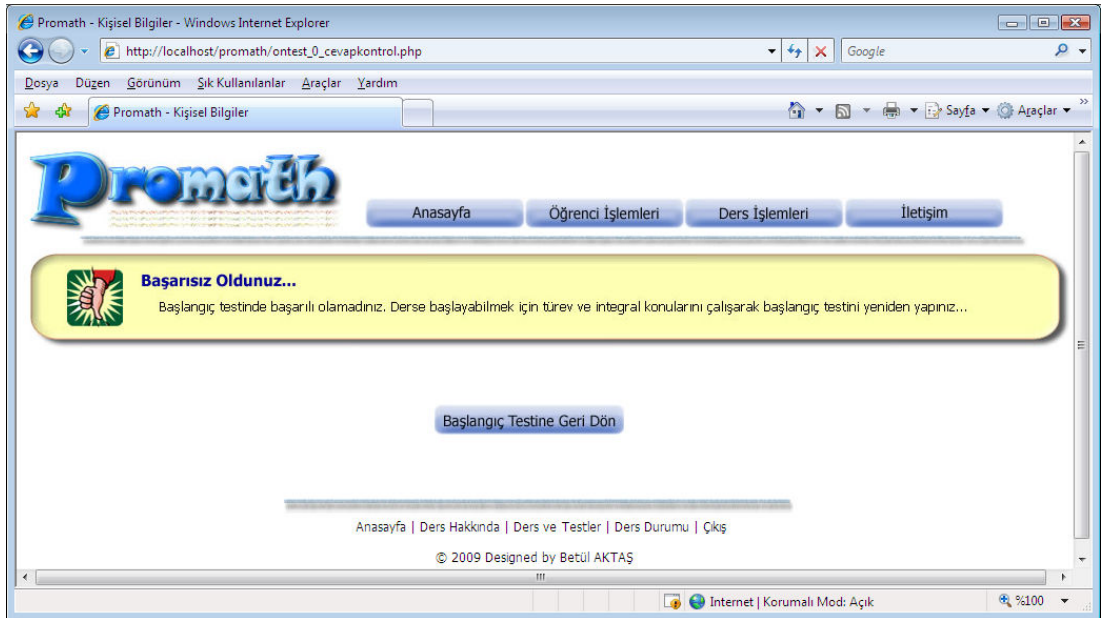 Promath - Kişisel Bilgiler - Windows Internet Explorer
http://localhost/promath/ontest_0_cevapkontrol.php
Google
Dosya Düzen Görünüm Sık Kullanılanlar Araçlar Yardım
Promath - Kişisel Bilgiler
Sayfa Araçlar
Promath
Anasayfa Öğrenci İşlemleri Ders İşlemleri İletişim
Başarısız Oldunuz...
Başlangıç testinde başarılı olamadınız. Derse başlayabilmek için türev ve integral konularını çalışarak başlangıç testini yeniden yapınız...
Başlangıç Testine Geri Dön
Anasayfa | Ders Hakkında | Ders ve Testler | Ders Durumu | Çıkış
© 2009 Designed by Betül AKTAŞ
Internet | Korumalı Mod: Açık %100